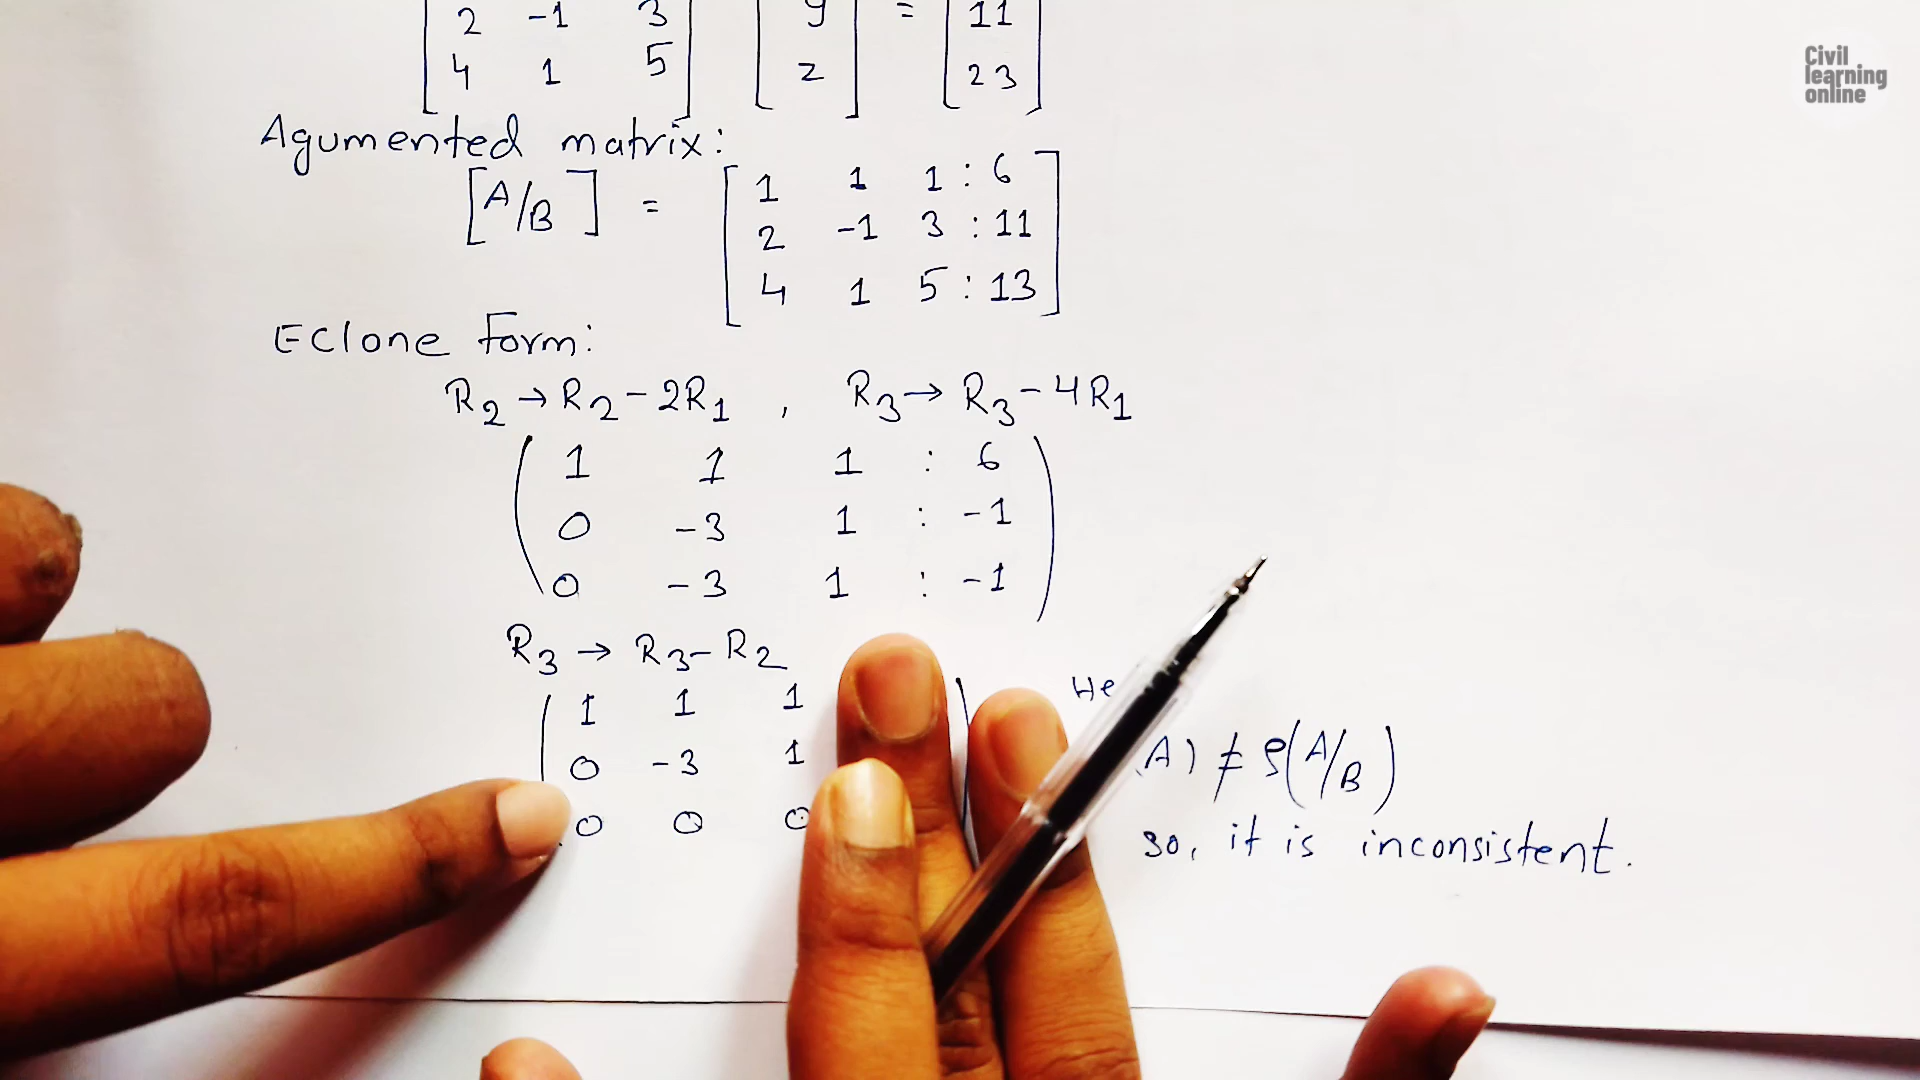 2 -1 3 y = 11
4 1 5 z 23
Agumented matrix:
[A/B] = 1 1 1 : 6
2 -1 3 : 11
4 1 5 : 13
Eclone Form:
R2 → R2 - 2R1 , R3 → R3 - 4R1
1 1 1 : 6
0 -3 1 : -1
0 -3 1 : -1
R3 → R3 - R2
1 1 1
0 -3 1
0 0 0
He
A) ≠ ρ(A/B)
so, it is inconsistent.
Civil
learning
online